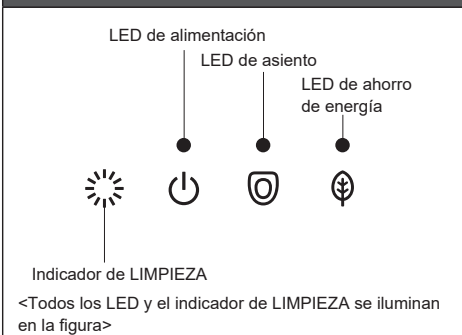 LED de alimentación
LED de asiento
LED de ahorro
de energía
Indicador de LIMPIEZA
<Todos los LED y el indicador de LIMPIEZA se iluminan
en la figura>